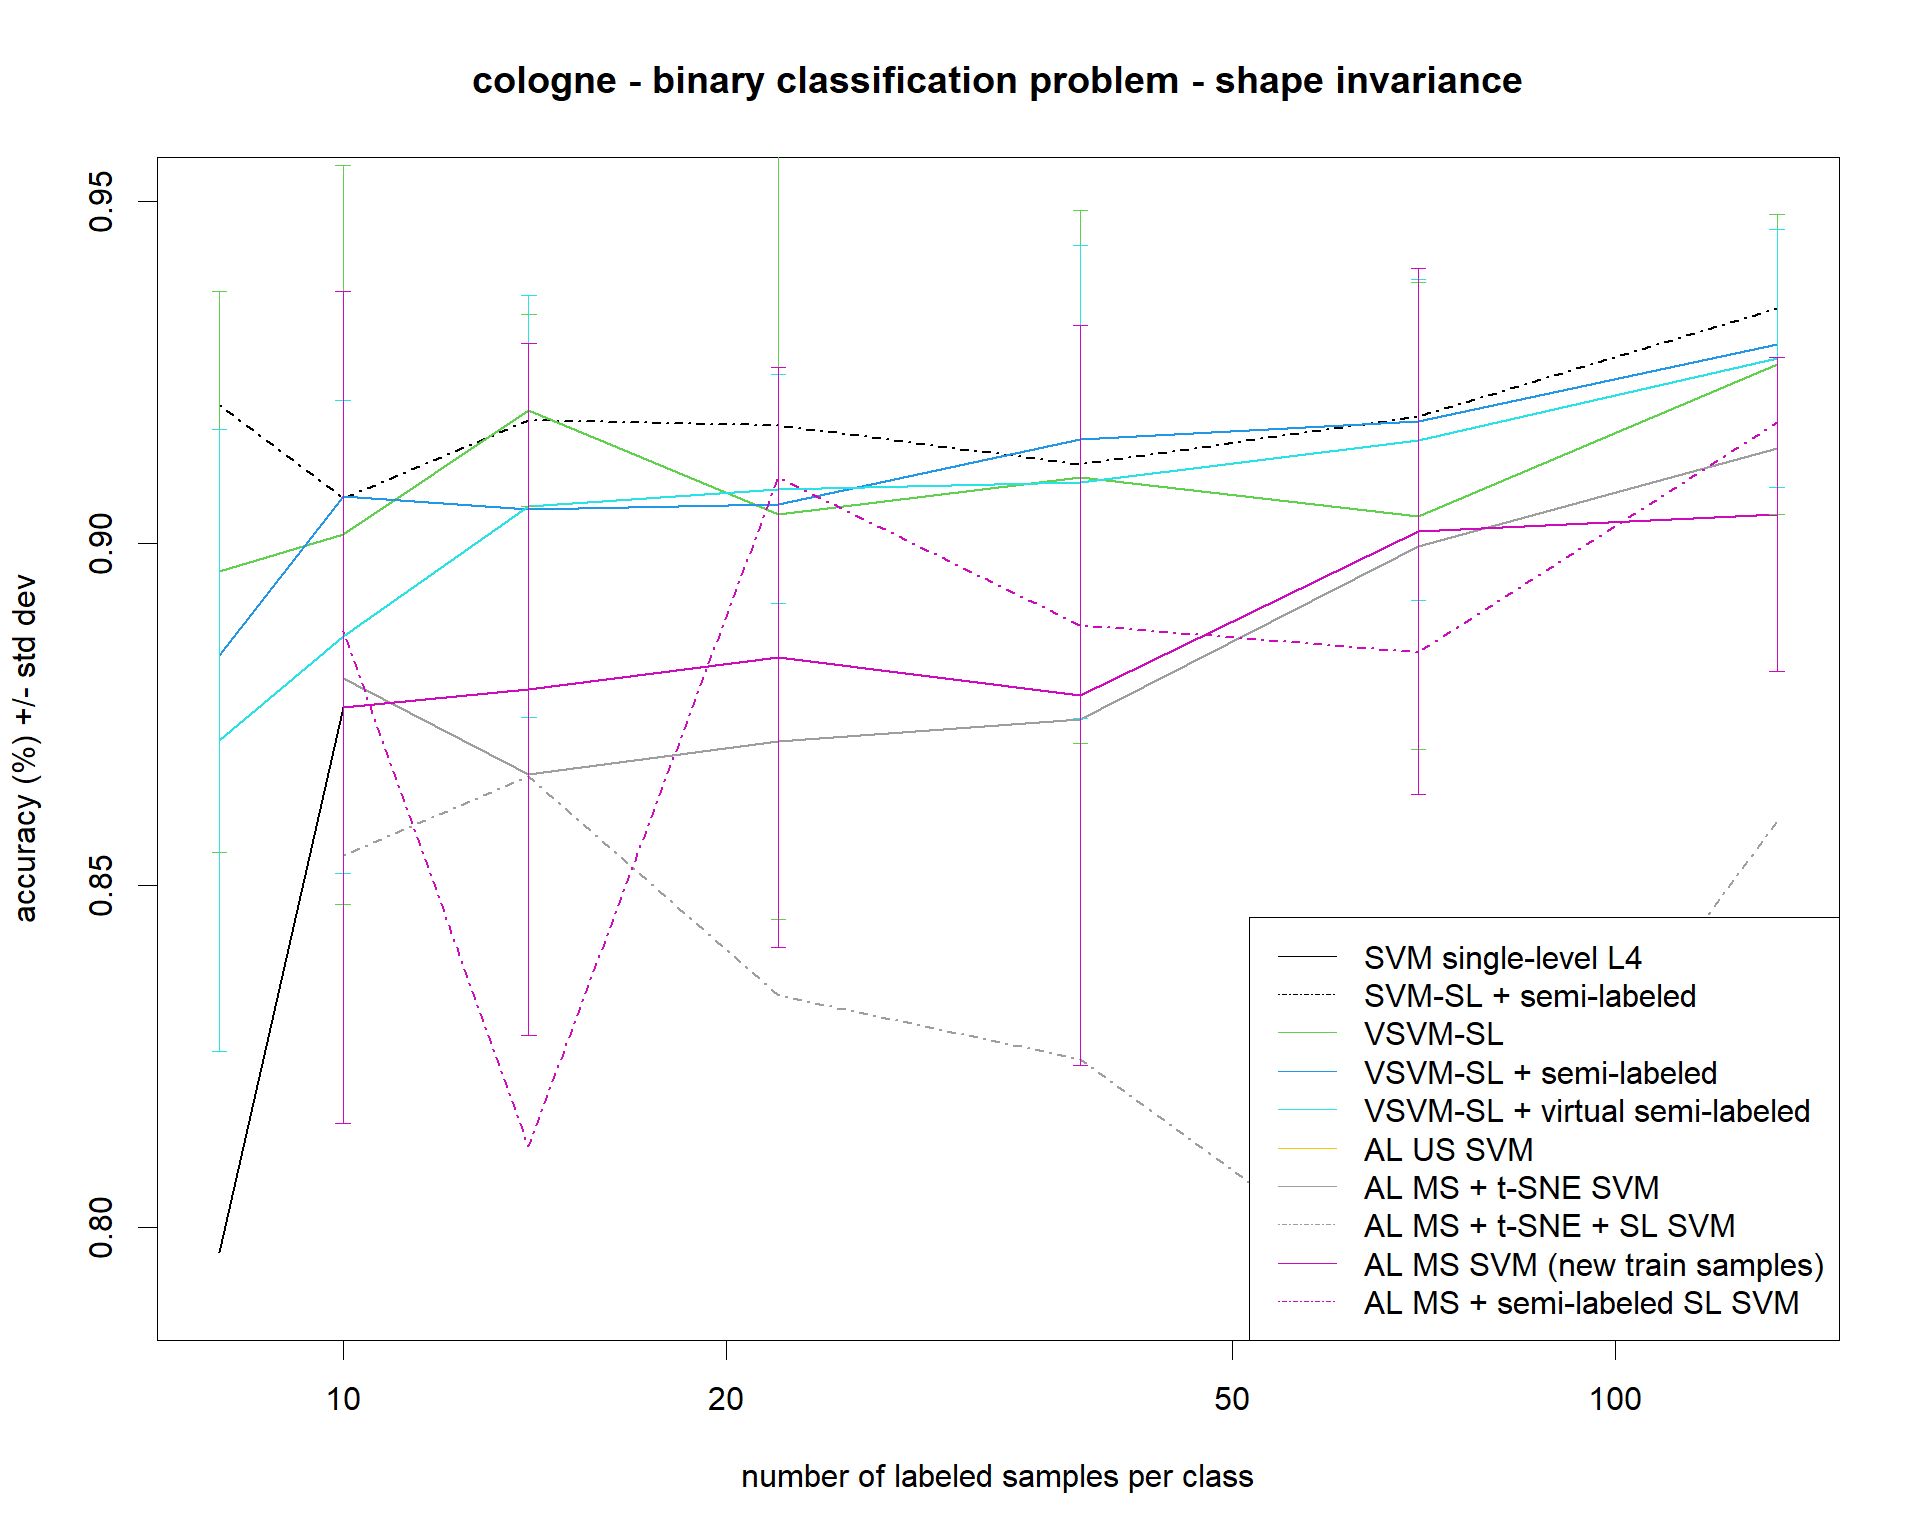 cologne - binary classification problem - shape invariance
accuracy (%) +/- std dev
0.95
0.90
0.85
0.80
SVM single-level L4
SVM-SL + semi-labeled
VSVM-SL
VSVM-SL + semi-labeled
VSVM-SL + virtual semi-labeled
AL US SVM
AL MS + t-SNE SVM
AL MS + t-SNE + SL SVM
AL MS SVM (new train samples)
AL MS + semi-labeled SL SVM
10 20 50 100
number of labeled samples per class